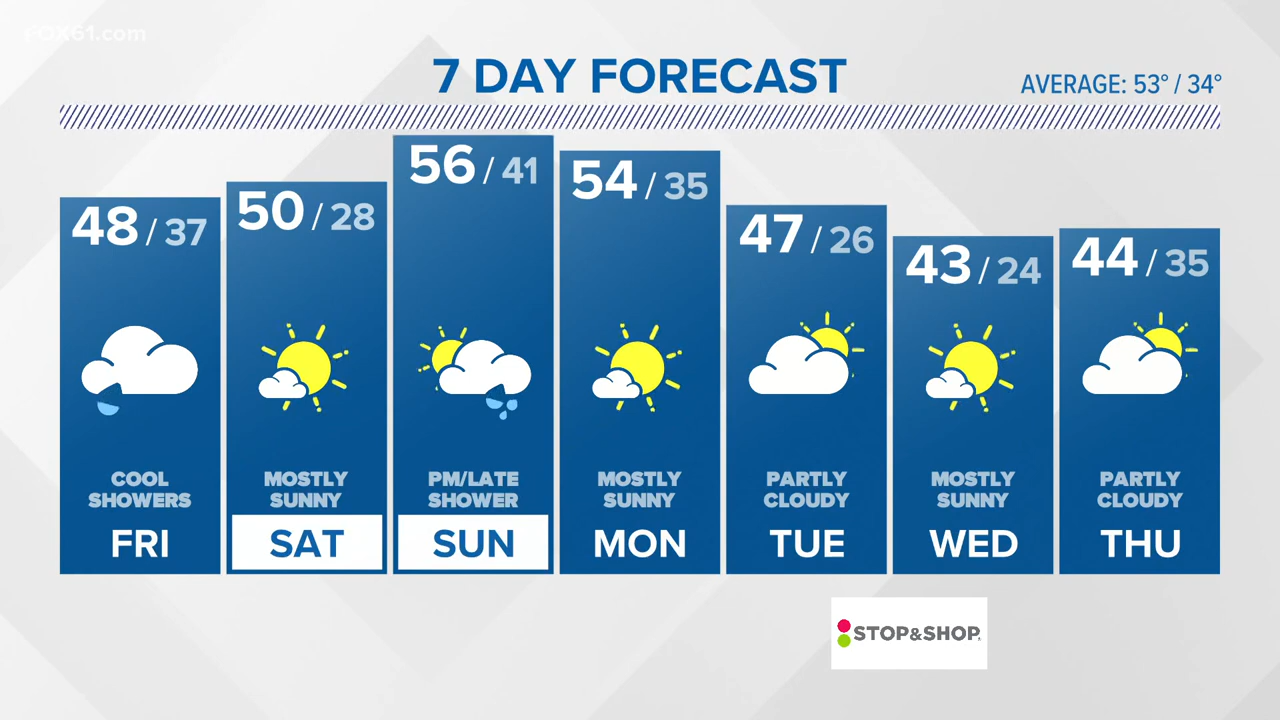 FOX61.com
7 DAY FORECAST
AVERAGE: 53° / 34°
48 / 37
50 / 28
56 / 41
54 / 35
47 / 26
43 / 24
44 / 35
COOL
SHOWERS
MOSTLY
SUNNY
PM/LATE
SHOWER
MOSTLY
SUNNY
PARTLY
CLOUDY
MOSTLY
SUNNY
PARTLY
CLOUDY
FRI
SAT
SUN
MON
TUE
WED
THU
STOP&SHOP